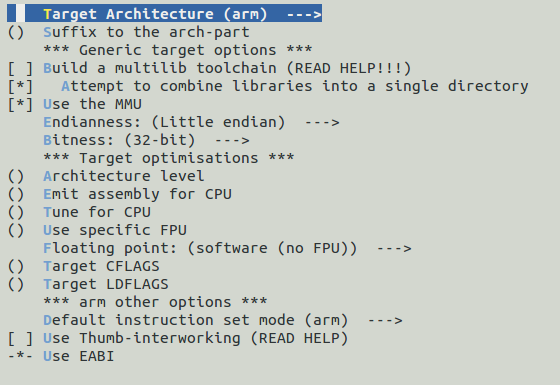 Target Architecture (arm)  --->
()  Suffix to the arch-part
    *** Generic target options ***
[ ] Build a multilib toolchain (READ HELP!!!)
[*]   Attempt to combine libraries into a single directory
[*] Use the MMU
    Endianness: (Little endian)  --->
    Bitness: (32-bit)  --->
    *** Target optimisations ***
()  Architecture level
()  Emit assembly for CPU
()  Tune for CPU
()  Use specific FPU
    Floating point: (software (no FPU))  --->
()  Target CFLAGS
()  Target LDFLAGS
    *** arm other options ***
    Default instruction set mode (arm)  --->
[ ] Use Thumb-interworking (READ HELP)
-*- Use EABI